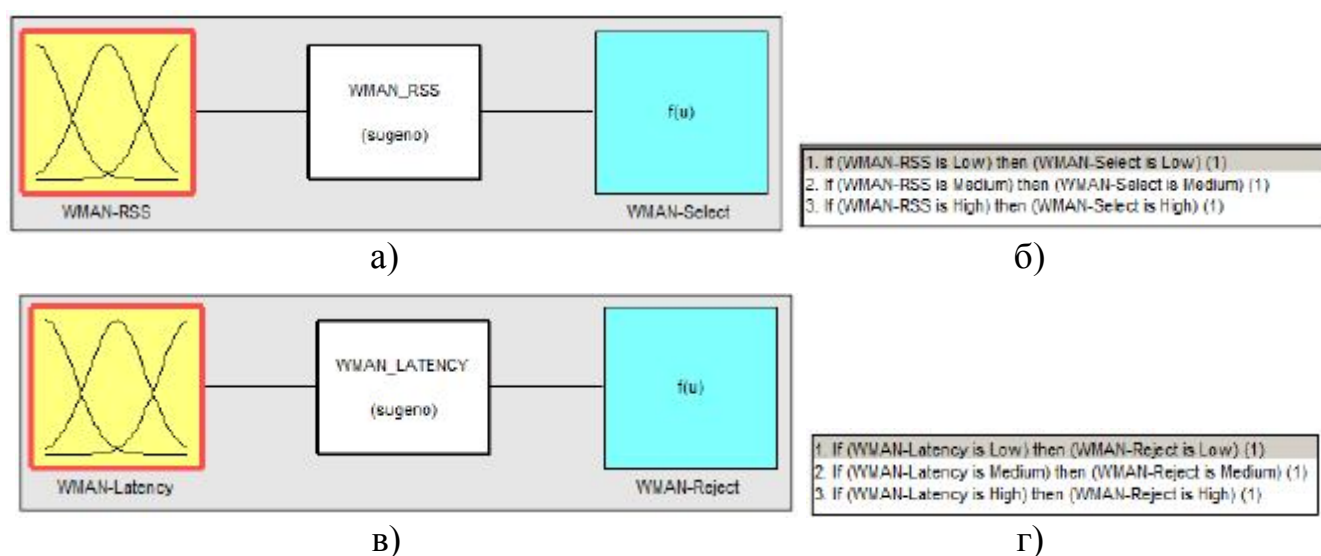 WMAN_RSS
(sugeno)
f(u)
WMAN-RSS
WMAN-Select
1. If (WMAN-RSS is Low) then (WMAN-Select is Low) (1)
2. If (WMAN-RSS is Medium) then (WMAN-Select is Medium) (1)
3. If (WMAN-RSS is High) then (WMAN-Select is High) (1)
а)
б)
WMAN_LATENCY
(sugeno)
f(u)
WMAN-Latency
WMAN-Reject
1. If (WMAN-Latency is Low) then (WMAN-Reject is Low) (1)
2. If (WMAN-Latency is Medium) then (WMAN-Reject is Medium) (1)
3. If (WMAN-Latency is High) then (WMAN-Reject is High) (1)
в)
г)